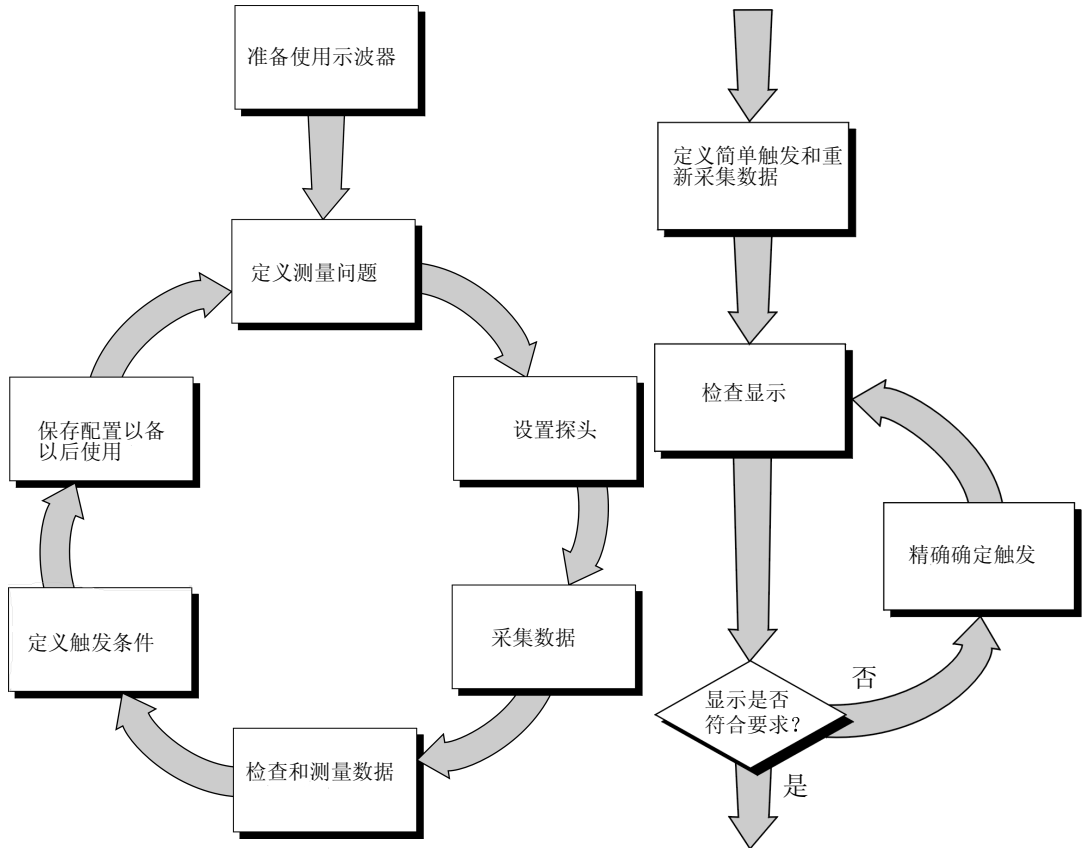 准备使用示波器
定义测量问题
设置探头
采集数据
检查和测量数据
定义触发条件
保存配置以备
以后使用
定义简单触发和重
新采集数据
检查显示
精确确定触发
显示是否
符合要求?
否
是